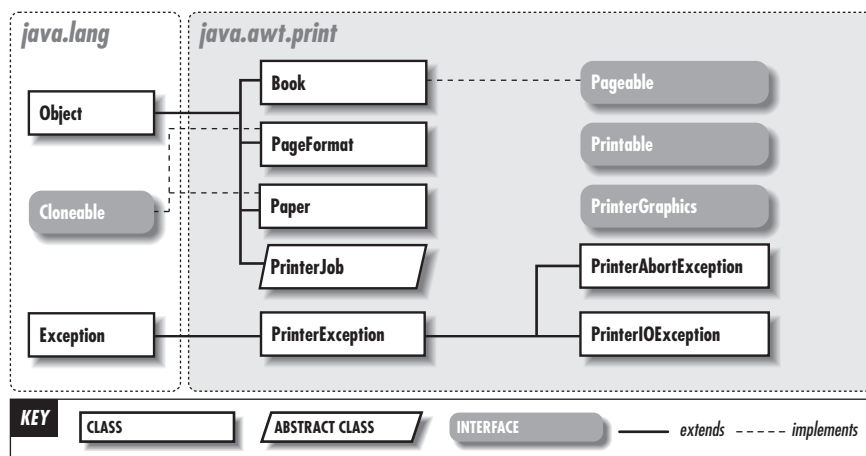 java.lang
java.awt.print
Object
Cloneable
Exception
Book
PageFormat
Paper
PrinterJob
PrinterException
Pageable
Printable
PrinterGraphics
PrinterAbortException
PrinterIOException
KEY
CLASS
ABSTRACT CLASS
INTERFACE
extends
implements